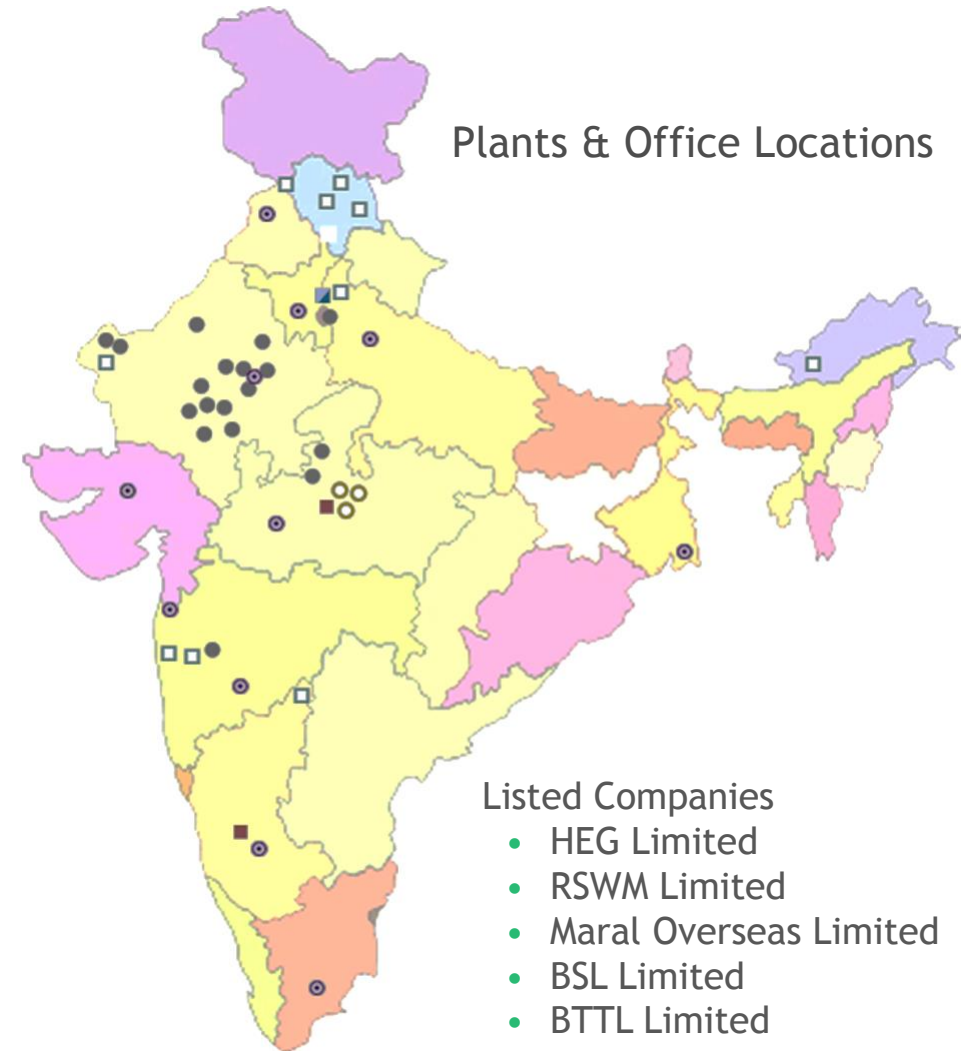 Plants & Office Locations
Listed Companies
• HEG Limited
• RSWM Limited
• Maral Overseas Limited
• BSL Limited
• BTTL Limited